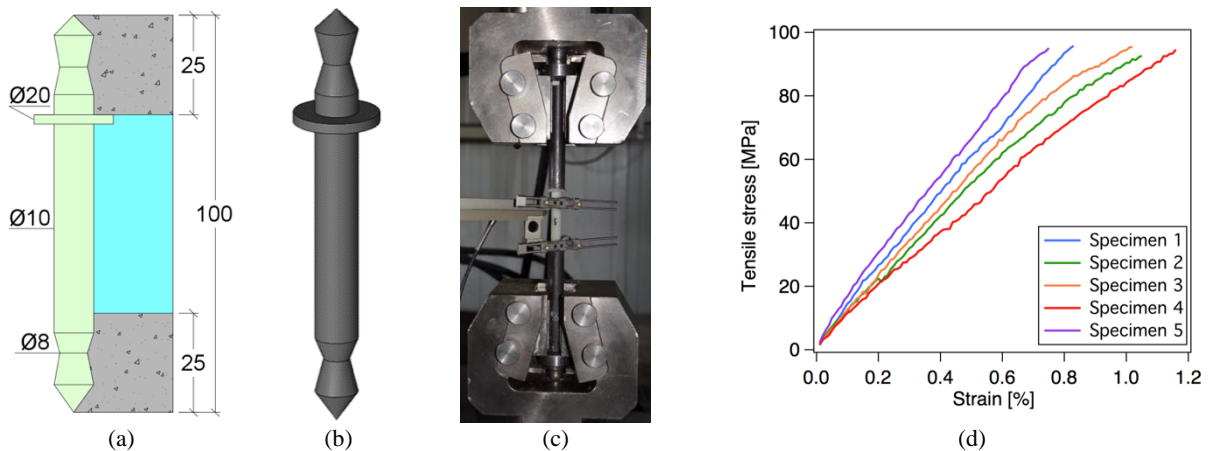 Ø20
Ø10
Ø8
25
100
25
(a)
(b)
(c)
Tensile stress [MPa]
100
80
60
40
20
0
0.0 0.2 0.4 0.6 0.8 1.0 1.2
Strain [%]
Specimen 1
Specimen 2
Specimen 3
Specimen 4
Specimen 5
(d)